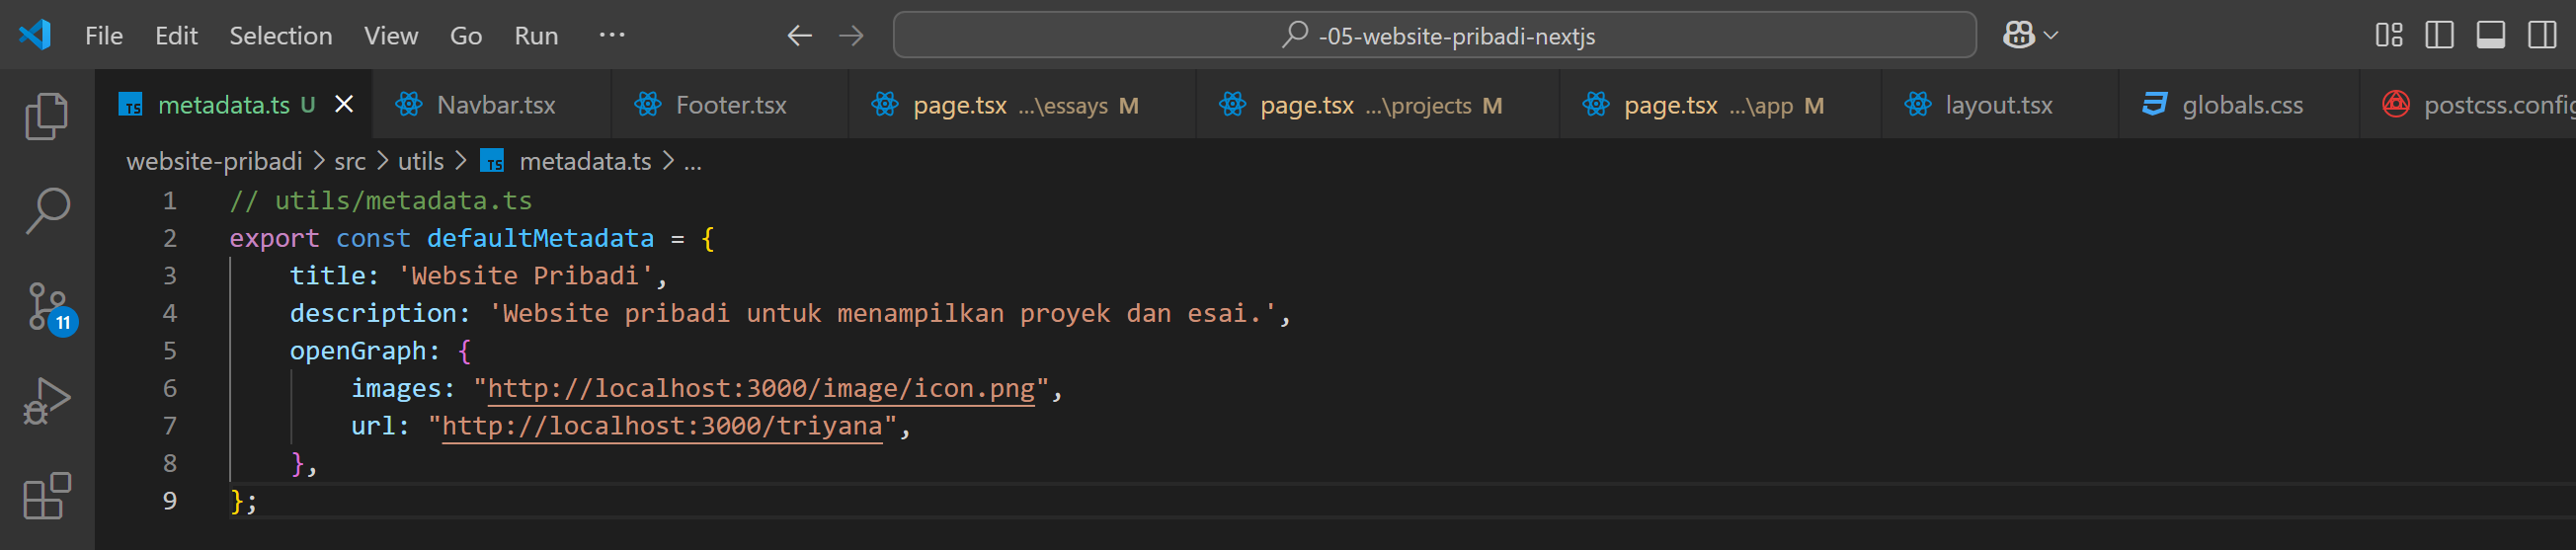 File Edit Selection View Go Run ··· -05-website-pribadi-nextjs
metadata.ts U Navbar.tsx Footer.tsx page.tsx ...\essays M page.tsx ...\projects M page.tsx ...\app M layout.tsx globals.css postcss.config
website-pribadi > src > utils > TS metadata.ts > ...
1 // utils/metadata.ts
2 export const defaultMetadata = {
3 title: 'Website Pribadi',
4 description: 'Website pribadi untuk menampilkan proyek dan esai.',
5 openGraph: {
6 images: "http://localhost:3000/image/icon.png",
7 url: "http://localhost:3000/triyana",
8 },
9 };
11